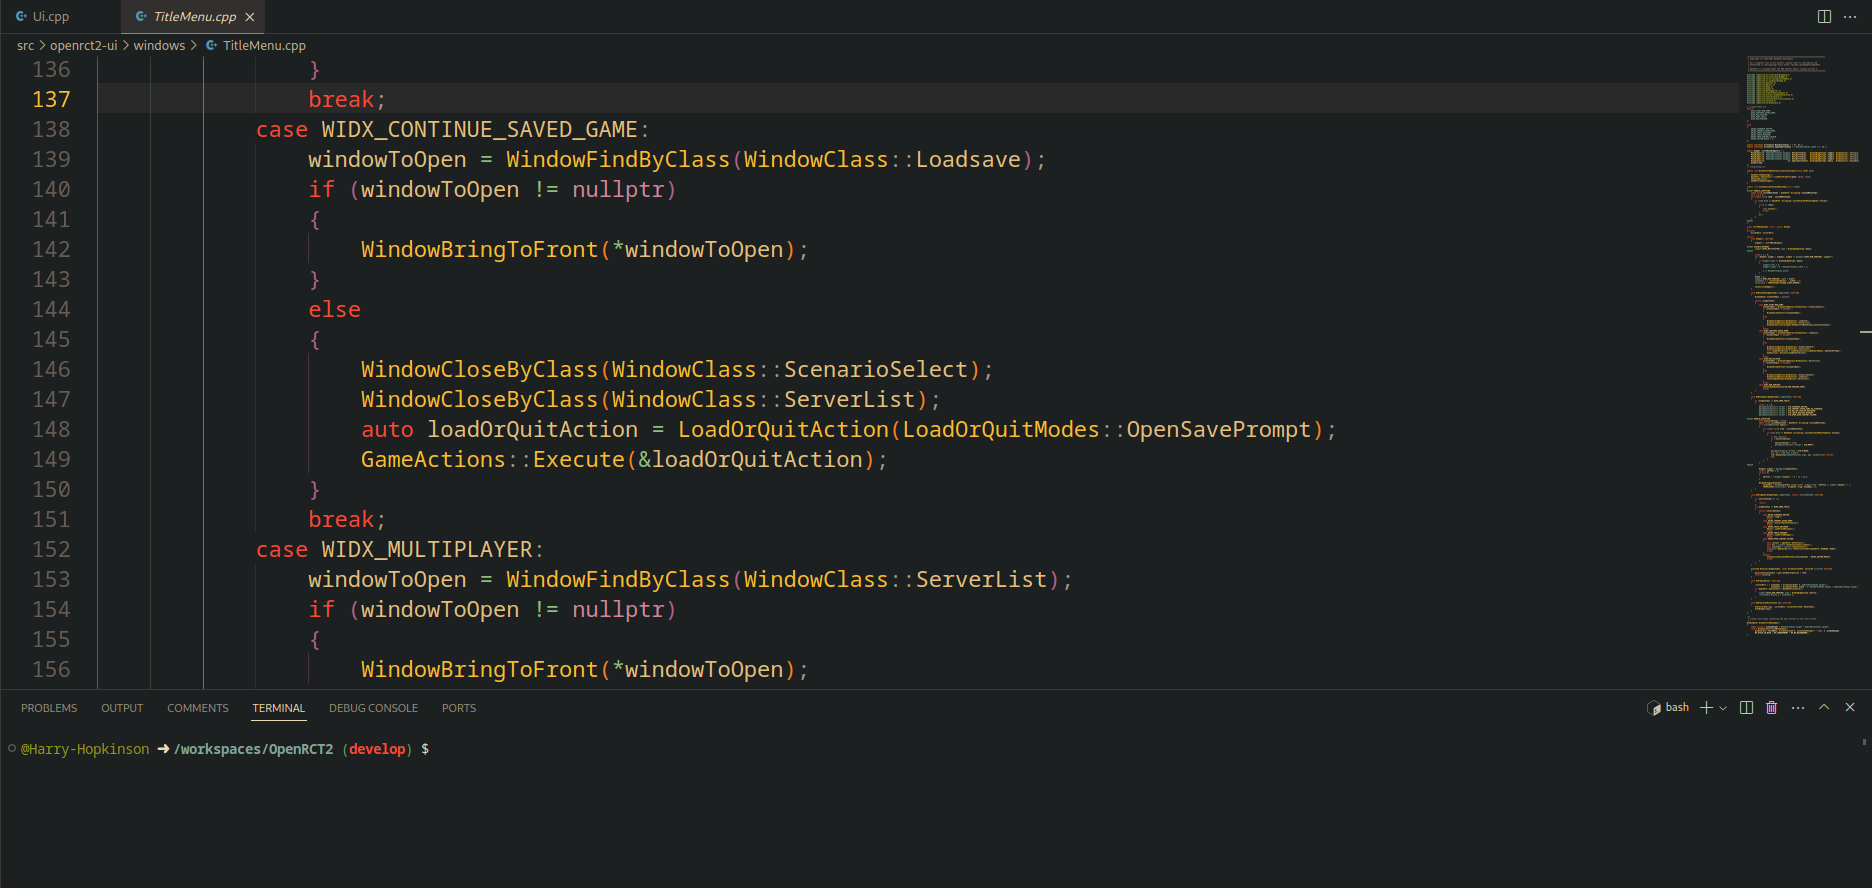 Ui.cpp
TitleMenu.cpp
src > openrct2-ui > windows > TitleMenu.cpp
136 }
137 break;
138 case WIDX_CONTINUE_SAVED_GAME:
139 windowToOpen = WindowFindByClass(WindowClass::Loadsave);
140 if (windowToOpen != nullptr)
141 {
142 WindowBringToFront(*windowToOpen);
143 }
144 else
145 {
146 WindowCloseByClass(WindowClass::ScenarioSelect);
147 WindowCloseByClass(WindowClass::ServerList);
148 auto loadOrQuitAction = LoadOrQuitAction(LoadOrQuitModes::OpenSavePrompt);
149 GameActions::Execute(&loadOrQuitAction);
150 }
151 break;
152 case WIDX_MULTIPLAYER:
153 windowToOpen = WindowFindByClass(WindowClass::ServerList);
154 if (windowToOpen != nullptr)
155 {
156 WindowBringToFront(*windowToOpen);
PROBLEMS OUTPUT COMMENTS TERMINAL DEBUG CONSOLE PORTS
bash
@Harry-Hopkinson ➜ /workspaces/OpenRCT2 (develop) $